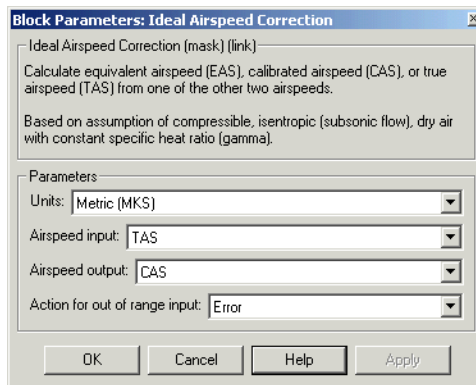 Block Parameters: Ideal Airspeed Correction
Ideal Airspeed Correction (mask) (link)
Calculate equivalent airspeed (EAS), calibrated airspeed (CAS), or true
airspeed (TAS) from one of the other two airspeeds.
Based on assumption of compressible, isentropic (subsonic flow), dry air
with constant specific heat ratio (gamma).
Parameters
Units: Metric (MKS)
Airspeed input: TAS
Airspeed output: CAS
Action for out of range input: Error
OK Cancel Help Apply